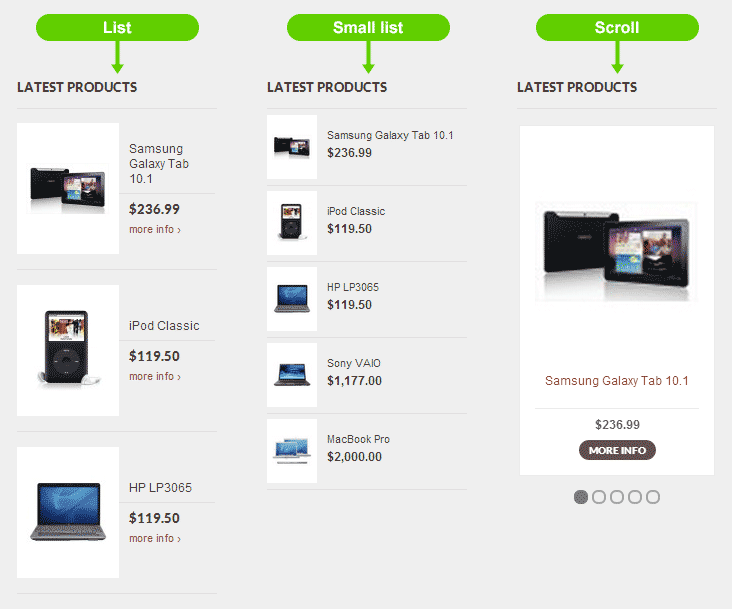 List
LATEST PRODUCTS
Samsung
Galaxy Tab
10.1
$236.99
more info ›
iPod Classic
$119.50
more info ›
HP LP3065
$119.50
more info ›
Small list
LATEST PRODUCTS
Samsung Galaxy Tab 10.1
$236.99
iPod Classic
$119.50
HP LP3065
$119.50
Sony VAIO
$1,177.00
MacBook Pro
$2,000.00
Scroll
LATEST PRODUCTS
Samsung Galaxy Tab 10.1
$236.99
MORE INFO